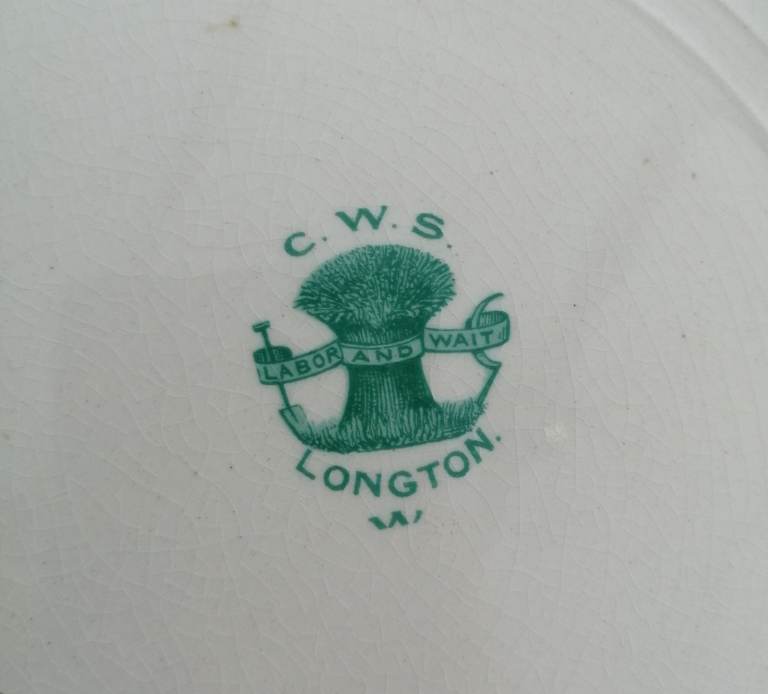 C.W.S.
LABOR AND WAIT
LONGTON.
W